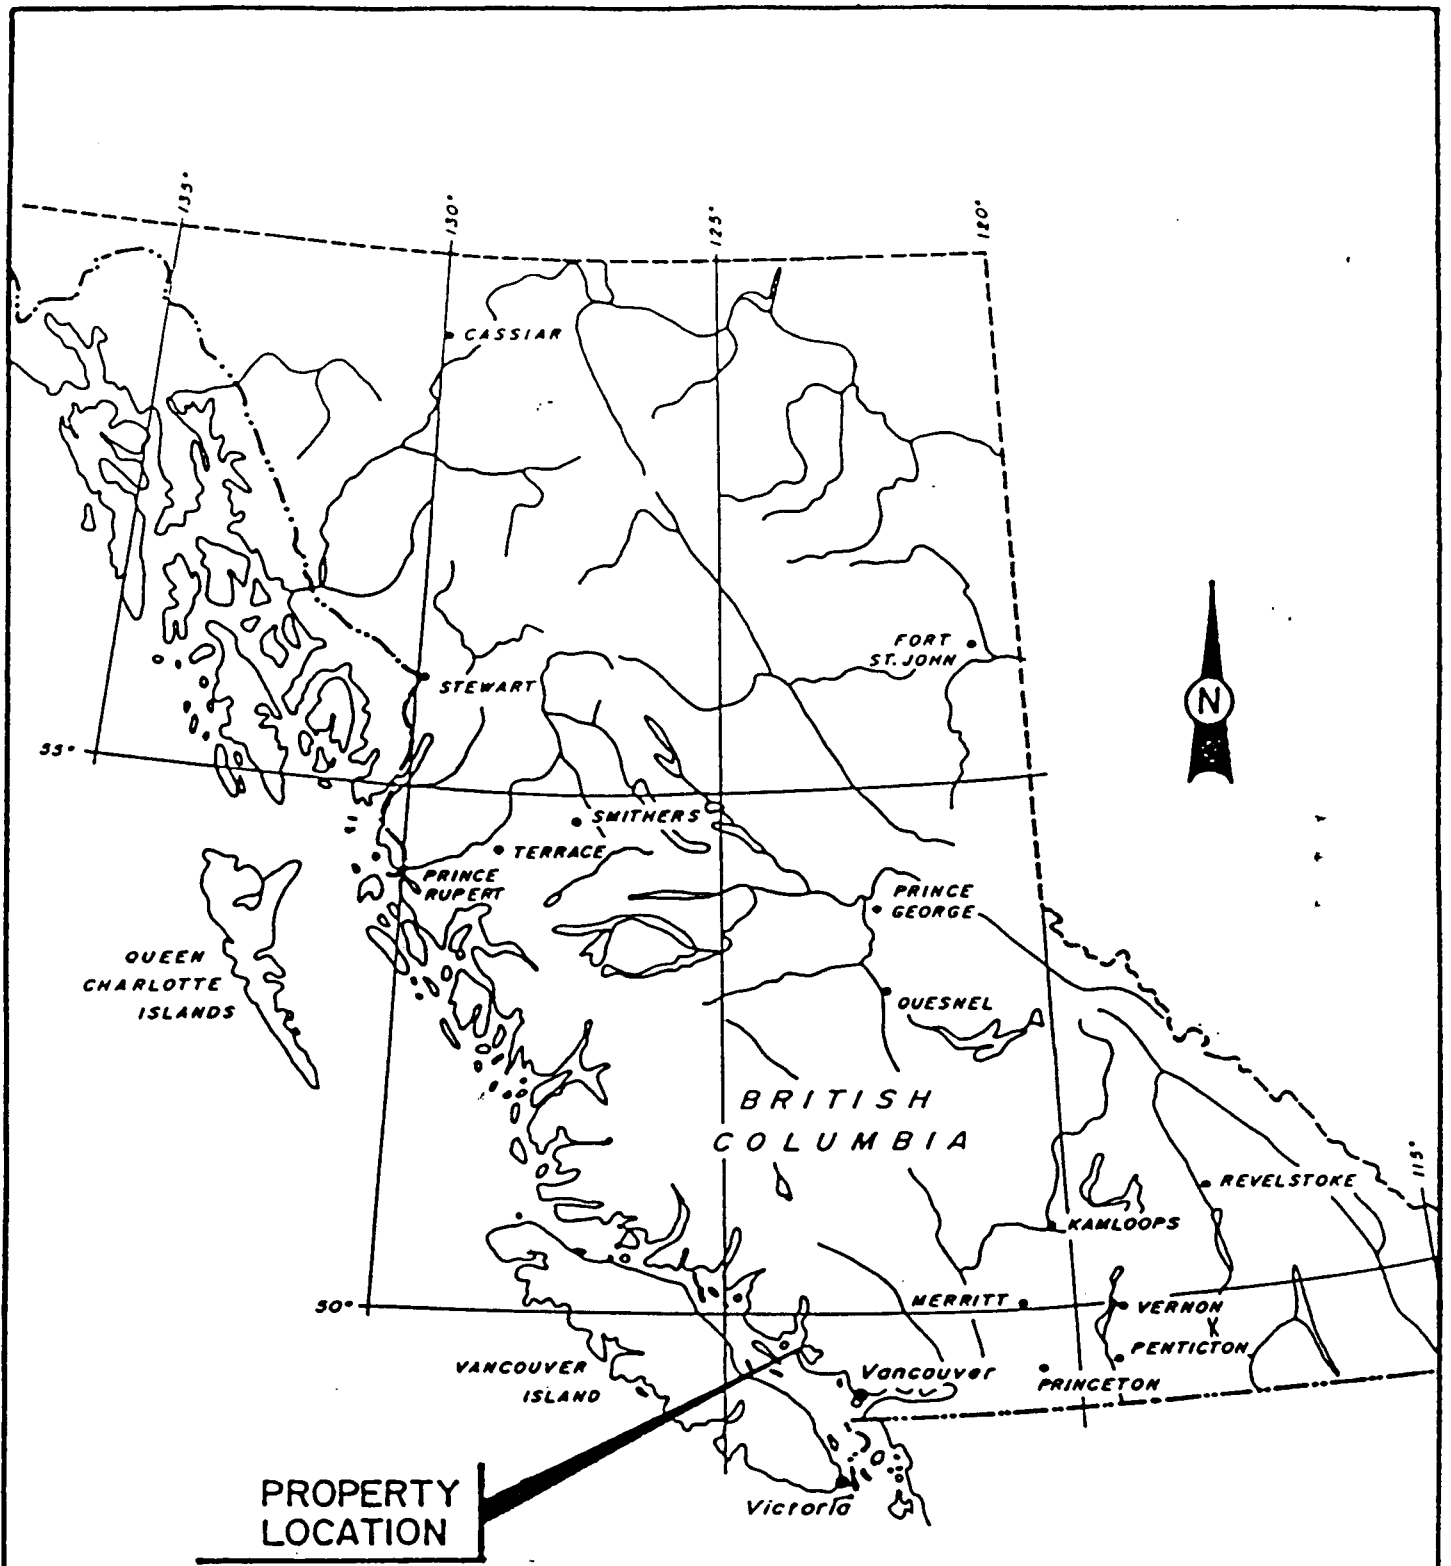 135°
130°
125°
120°
CASSIAR
FORT
ST. JOHN
N
STEWART
55°
SMITHERS
TERRACE
PRINCE
RUPERT
PRINCE
GEORGE
QUEEN
CHARLOTTE
ISLANDS
QUESNEL
BRITISH
COLUMBIA
115°
REVELSTOKE
KAMLOOPS
50°
MERRITT
VERNON
X
PENTICTON
VANCOUVER
ISLAND
Vancouver
PRINCETON
Victoria
PROPERTY
LOCATION